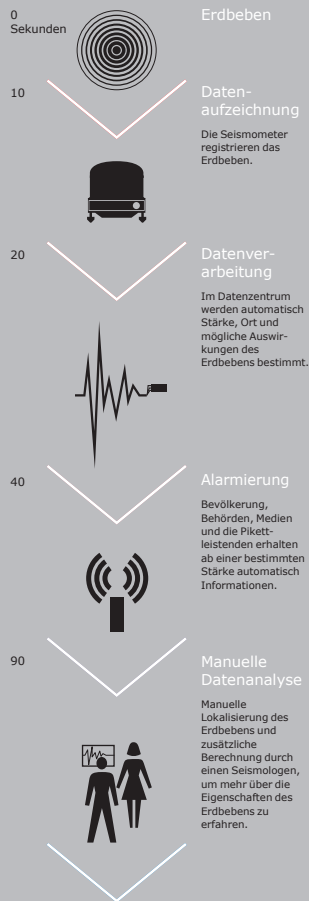 0
Sekunden
Erdbeben
10
Daten-
aufzeichnung
Die Seismometer
registrieren das
Erdbeben.
20
Datenver-
arbeitung
Im Datenzentrum
werden automatisch
Stärke, Ort und
mögliche Auswir-
kungen des
Erdbebens bestimmt.
40
Alarmierung
Bevölkerung,
Behörden, Medien
und die Pikett-
leistenden erhalten
ab einer bestimmten
Stärke automatisch
Informationen.
90
Manuelle
Datenanalyse
Manuelle
Lokalisierung des
Erdbebens und
zusätzliche
Berechnung durch
einen Seismologen,
um mehr über die
Eigenschaften des
Erdbebens zu
erfahren.